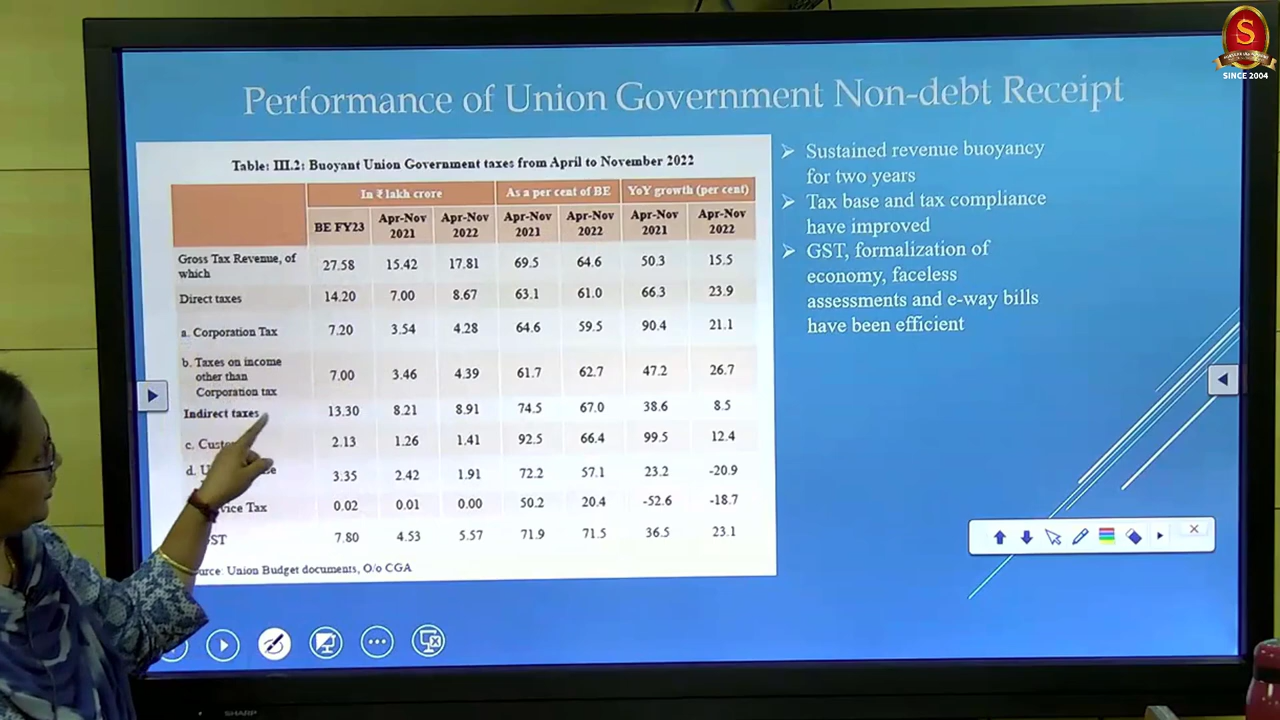 S
SINCE 2004
Performance of Union Government Non-debt Receipt
Table: III.2: Buoyant Union Government taxes from April to November 2022
In ₹ lakh crore As a per cent of BE YoY growth (per cent)
BE FY23 Apr-Nov 2021 Apr-Nov 2022 Apr-Nov 2021 Apr-Nov 2022 Apr-Nov 2021 Apr-Nov 2022
Gross Tax Revenue, of
which 27.58 15.42 17.81 69.5 64.6 50.3 15.5
Direct taxes 14.20 7.00 8.67 63.1 61.0 66.3 23.9
a. Corporation Tax 7.20 3.54 4.28 64.6 59.5 90.4 21.1
b. Taxes on income
other than
Corporation tax 7.00 3.46 4.39 61.7 62.7 47.2 26.7
Indirect taxes 13.30 8.21 8.91 74.5 67.0 38.6 8.5
c. 2.13 1.26 1.41 92.5 66.4 99.5 12.4
d. 3.35 2.42 1.91 72.2 57.1 23.2 -20.9
Tax 0.02 0.01 0.00 50.2 20.4 -52.6 -18.7
7.80 4.53 5.57 71.9 71.5 36.5 23.1
Union Budget documents, O/o CGA
➢ Sustained revenue buoyancy
for two years
➢ Tax base and tax compliance
have improved
➢ GST, formalization of
economy, faceless
assessments and e-way bills
have been efficient
SHARP